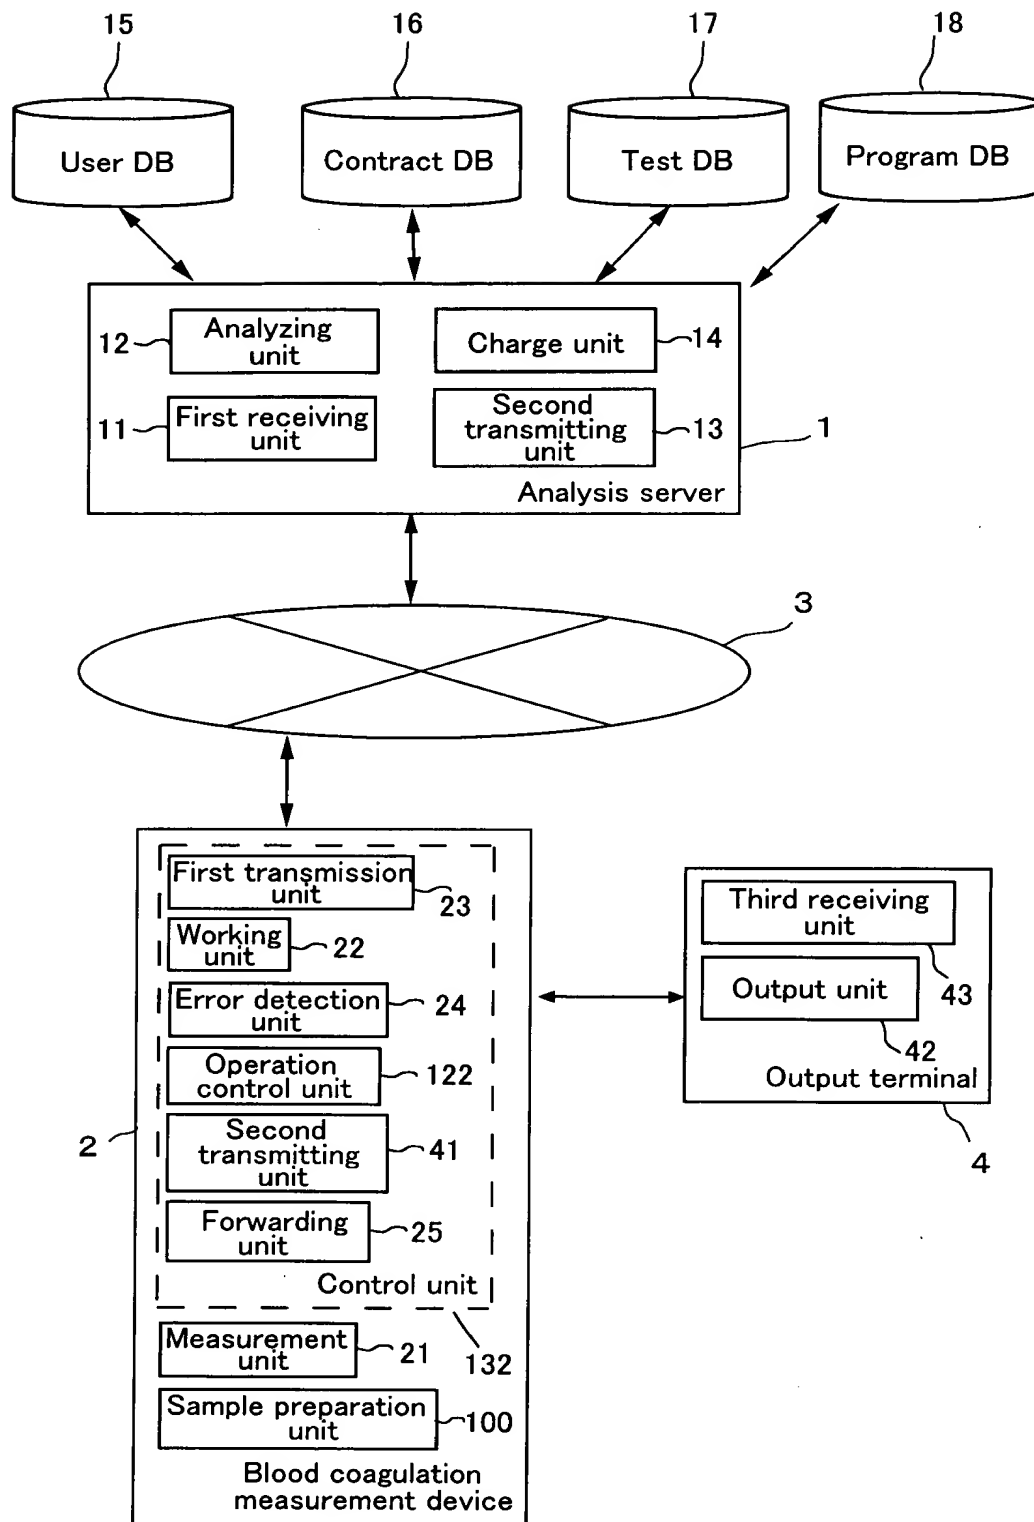 15
16
17
18
User DB
Contract DB
Test DB
Program DB
12
Analyzing
unit
Charge unit
14
11
First receiving
unit
Second
transmitting
unit
13
1
Analysis server
3
First transmission
unit
23
Working
unit
22
Error detection
unit
24
Operation
control unit
122
Second
transmitting
unit
41
Forwarding
unit
25
Control unit
132
Measurement
unit
21
Sample preparation
unit
100
Blood coagulation
measurement device
2
Third receiving
unit
43
Output unit
42
Output terminal
4